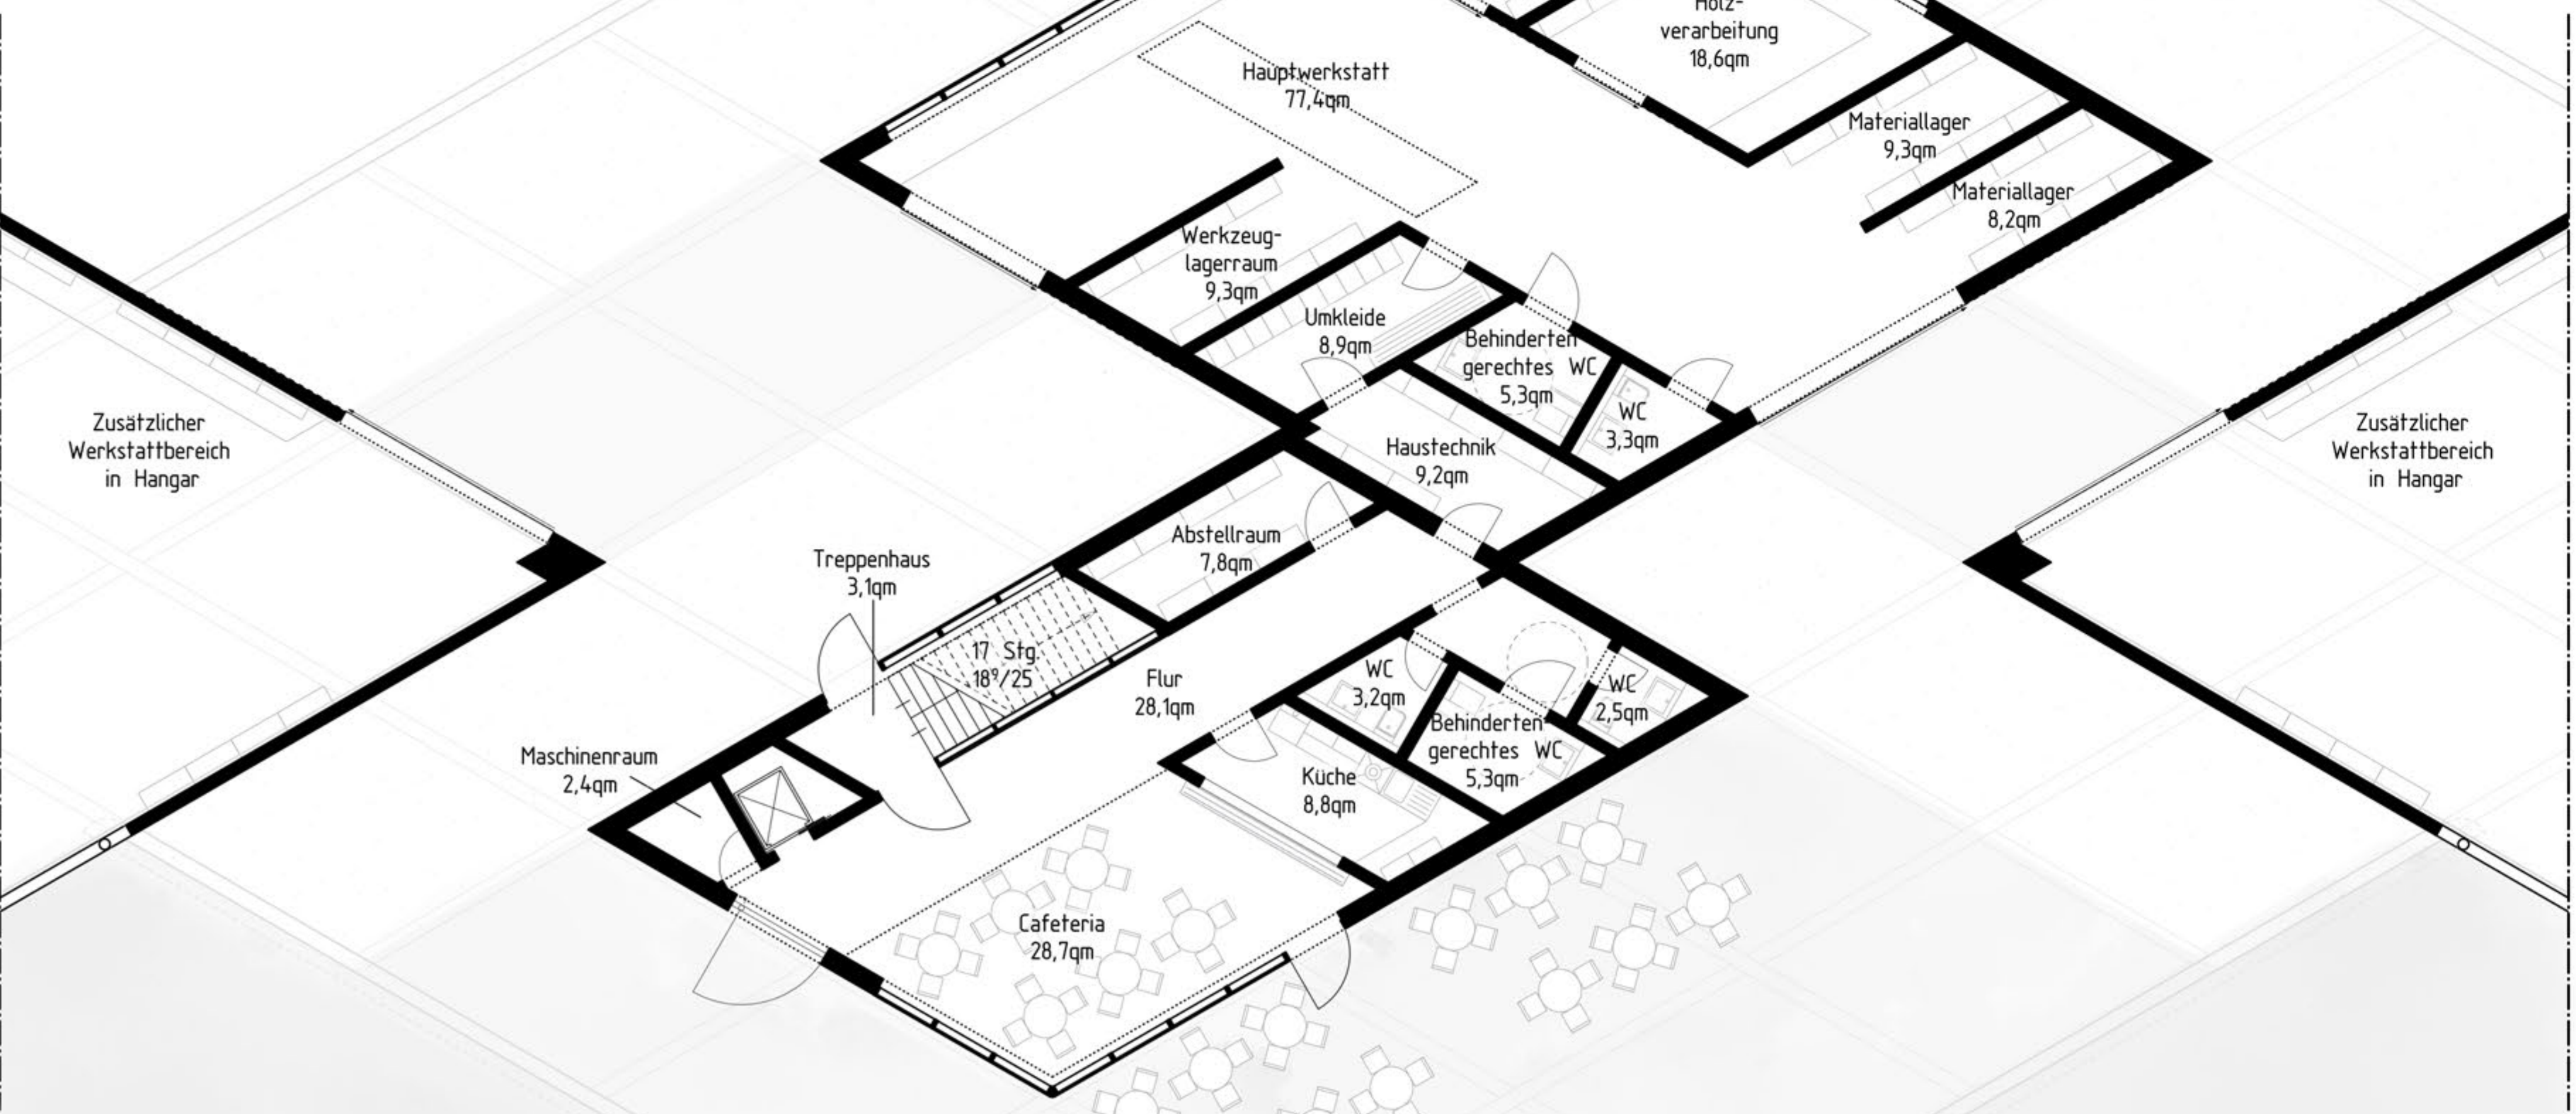 Holz-
verarbeitung
18,6qm
Hauptwerkstatt
77,4qm
Materiallager
9,3qm
Materiallager
8,2qm
Werkzeug-
lagerraum
9,3qm
Umkleide
8,9qm
Behinderten
gerechtes WC
5,3qm
WC
3,3qm
Zusätzlicher
Werkstattbereich
in Hangar
Haustechnik
9,2qm
Zusätzlicher
Werkstattbereich
in Hangar
Abstellraum
7,8qm
Treppenhaus
3,1qm
17 Stg.
18⁹/25
Flur
28,1qm
WC
3,2qm
WC
2,5qm
Behinderten-
gerechtes WC
5,3qm
Maschinenraum
2,4qm
Küche
8,8qm
Cafeteria
28,7qm